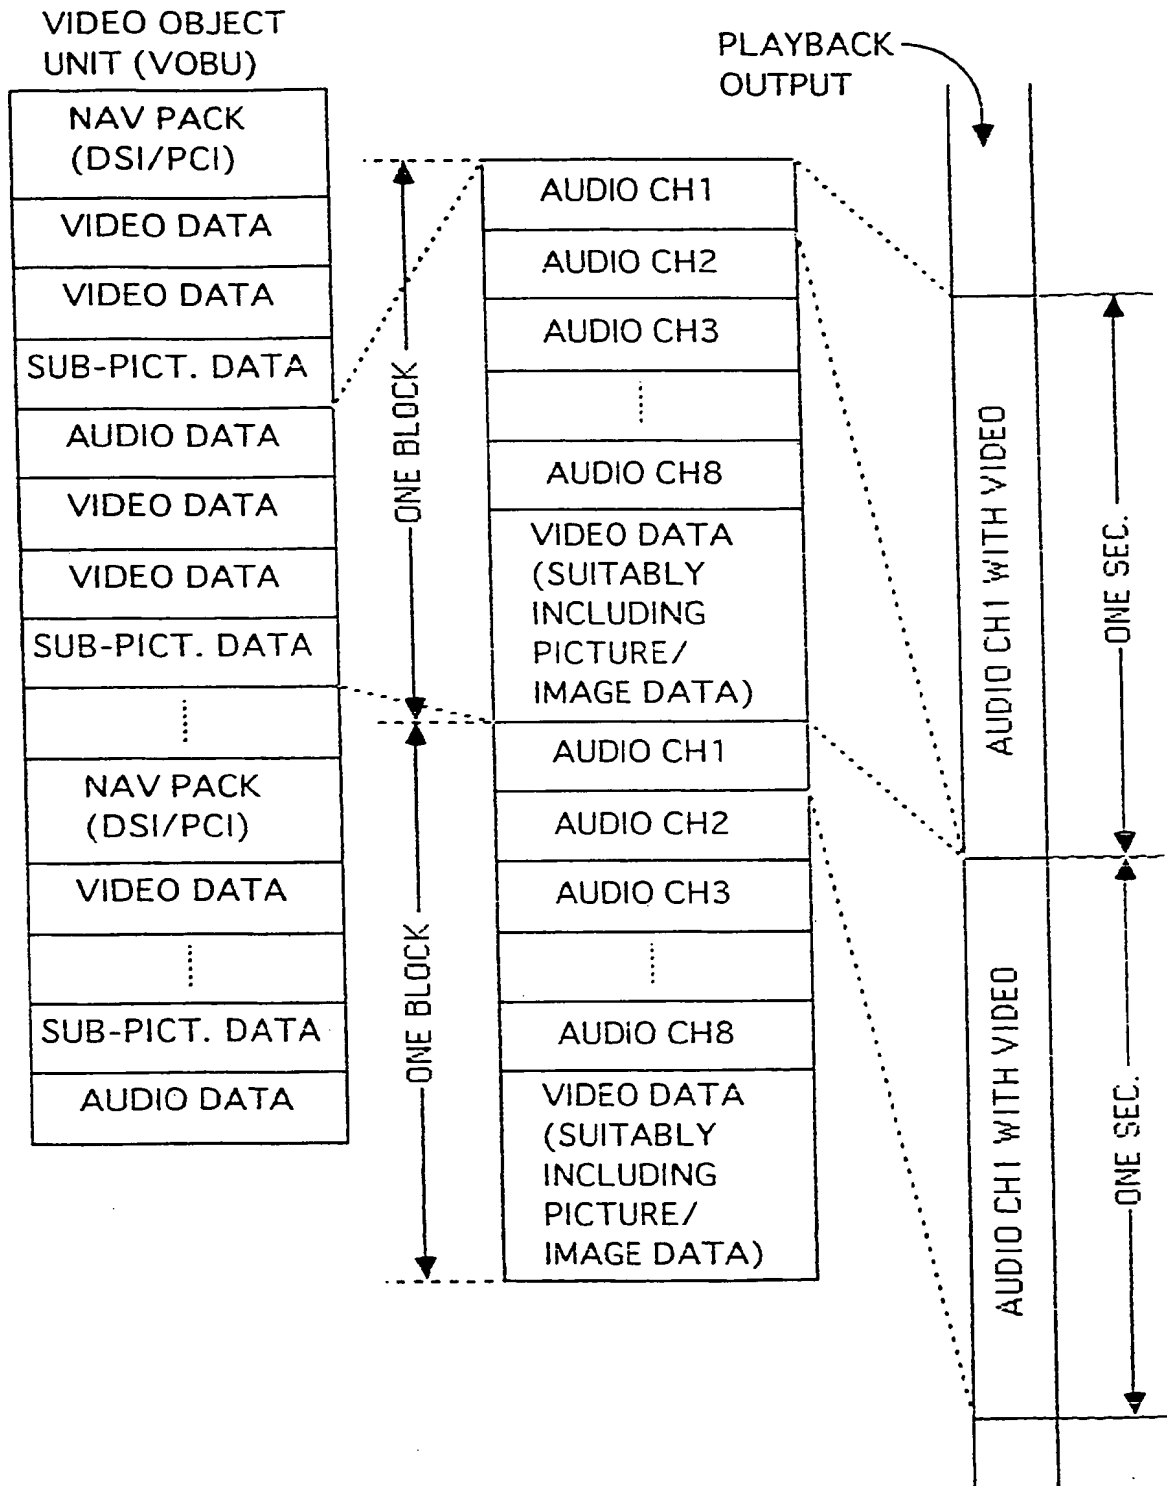 VIDEO OBJECT
UNIT (VOBU)
NAV PACK
(DSI/PCI)
VIDEO DATA
VIDEO DATA
SUB-PICT. DATA
AUDIO DATA
VIDEO DATA
VIDEO DATA
SUB-PICT. DATA
NAV PACK
(DSI/PCI)
VIDEO DATA
SUB-PICT. DATA
AUDIO DATA
ONE BLOCK
ONE BLOCK
AUDIO CH1
AUDIO CH2
AUDIO CH3
AUDIO CH8
VIDEO DATA
(SUITABLY
INCLUDING
PICTURE/
IMAGE DATA)
AUDIO CH1
AUDIO CH2
AUDIO CH3
AUDIO CH8
VIDEO DATA
(SUITABLY
INCLUDING
PICTURE/
IMAGE DATA)
PLAYBACK
OUTPUT
AUDIO CH1 WITH VIDEO
ONE SEC.
AUDIO CH1 WITH VIDEO
ONE SEC.